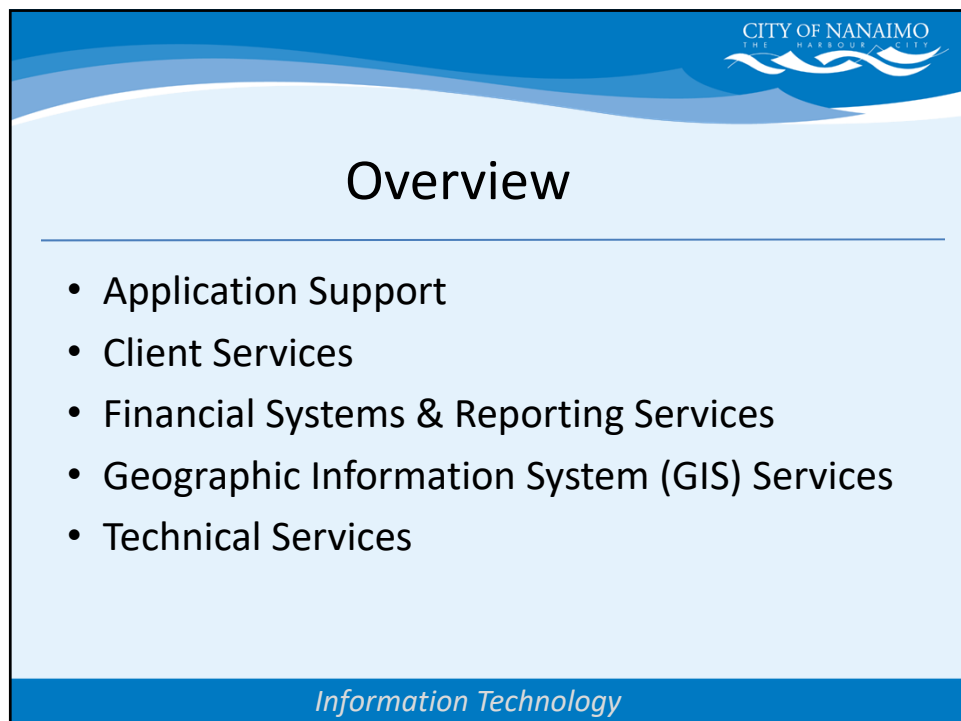 CITY OF NANAIMO
THE HARBOUR CITY
Overview
• Application Support
• Client Services
• Financial Systems & Reporting Services
• Geographic Information System (GIS) Services
• Technical Services
Information Technology